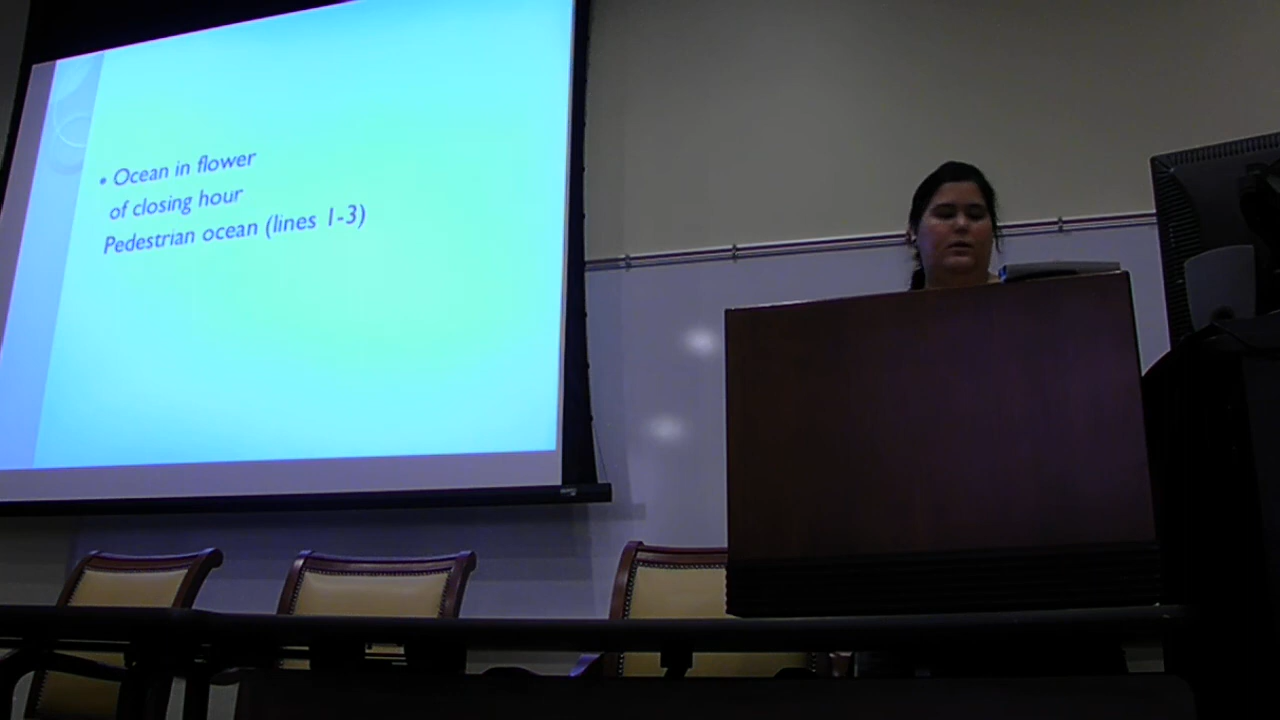 • Ocean in flower
of closing hour
Pedestrian ocean (lines 1-3)